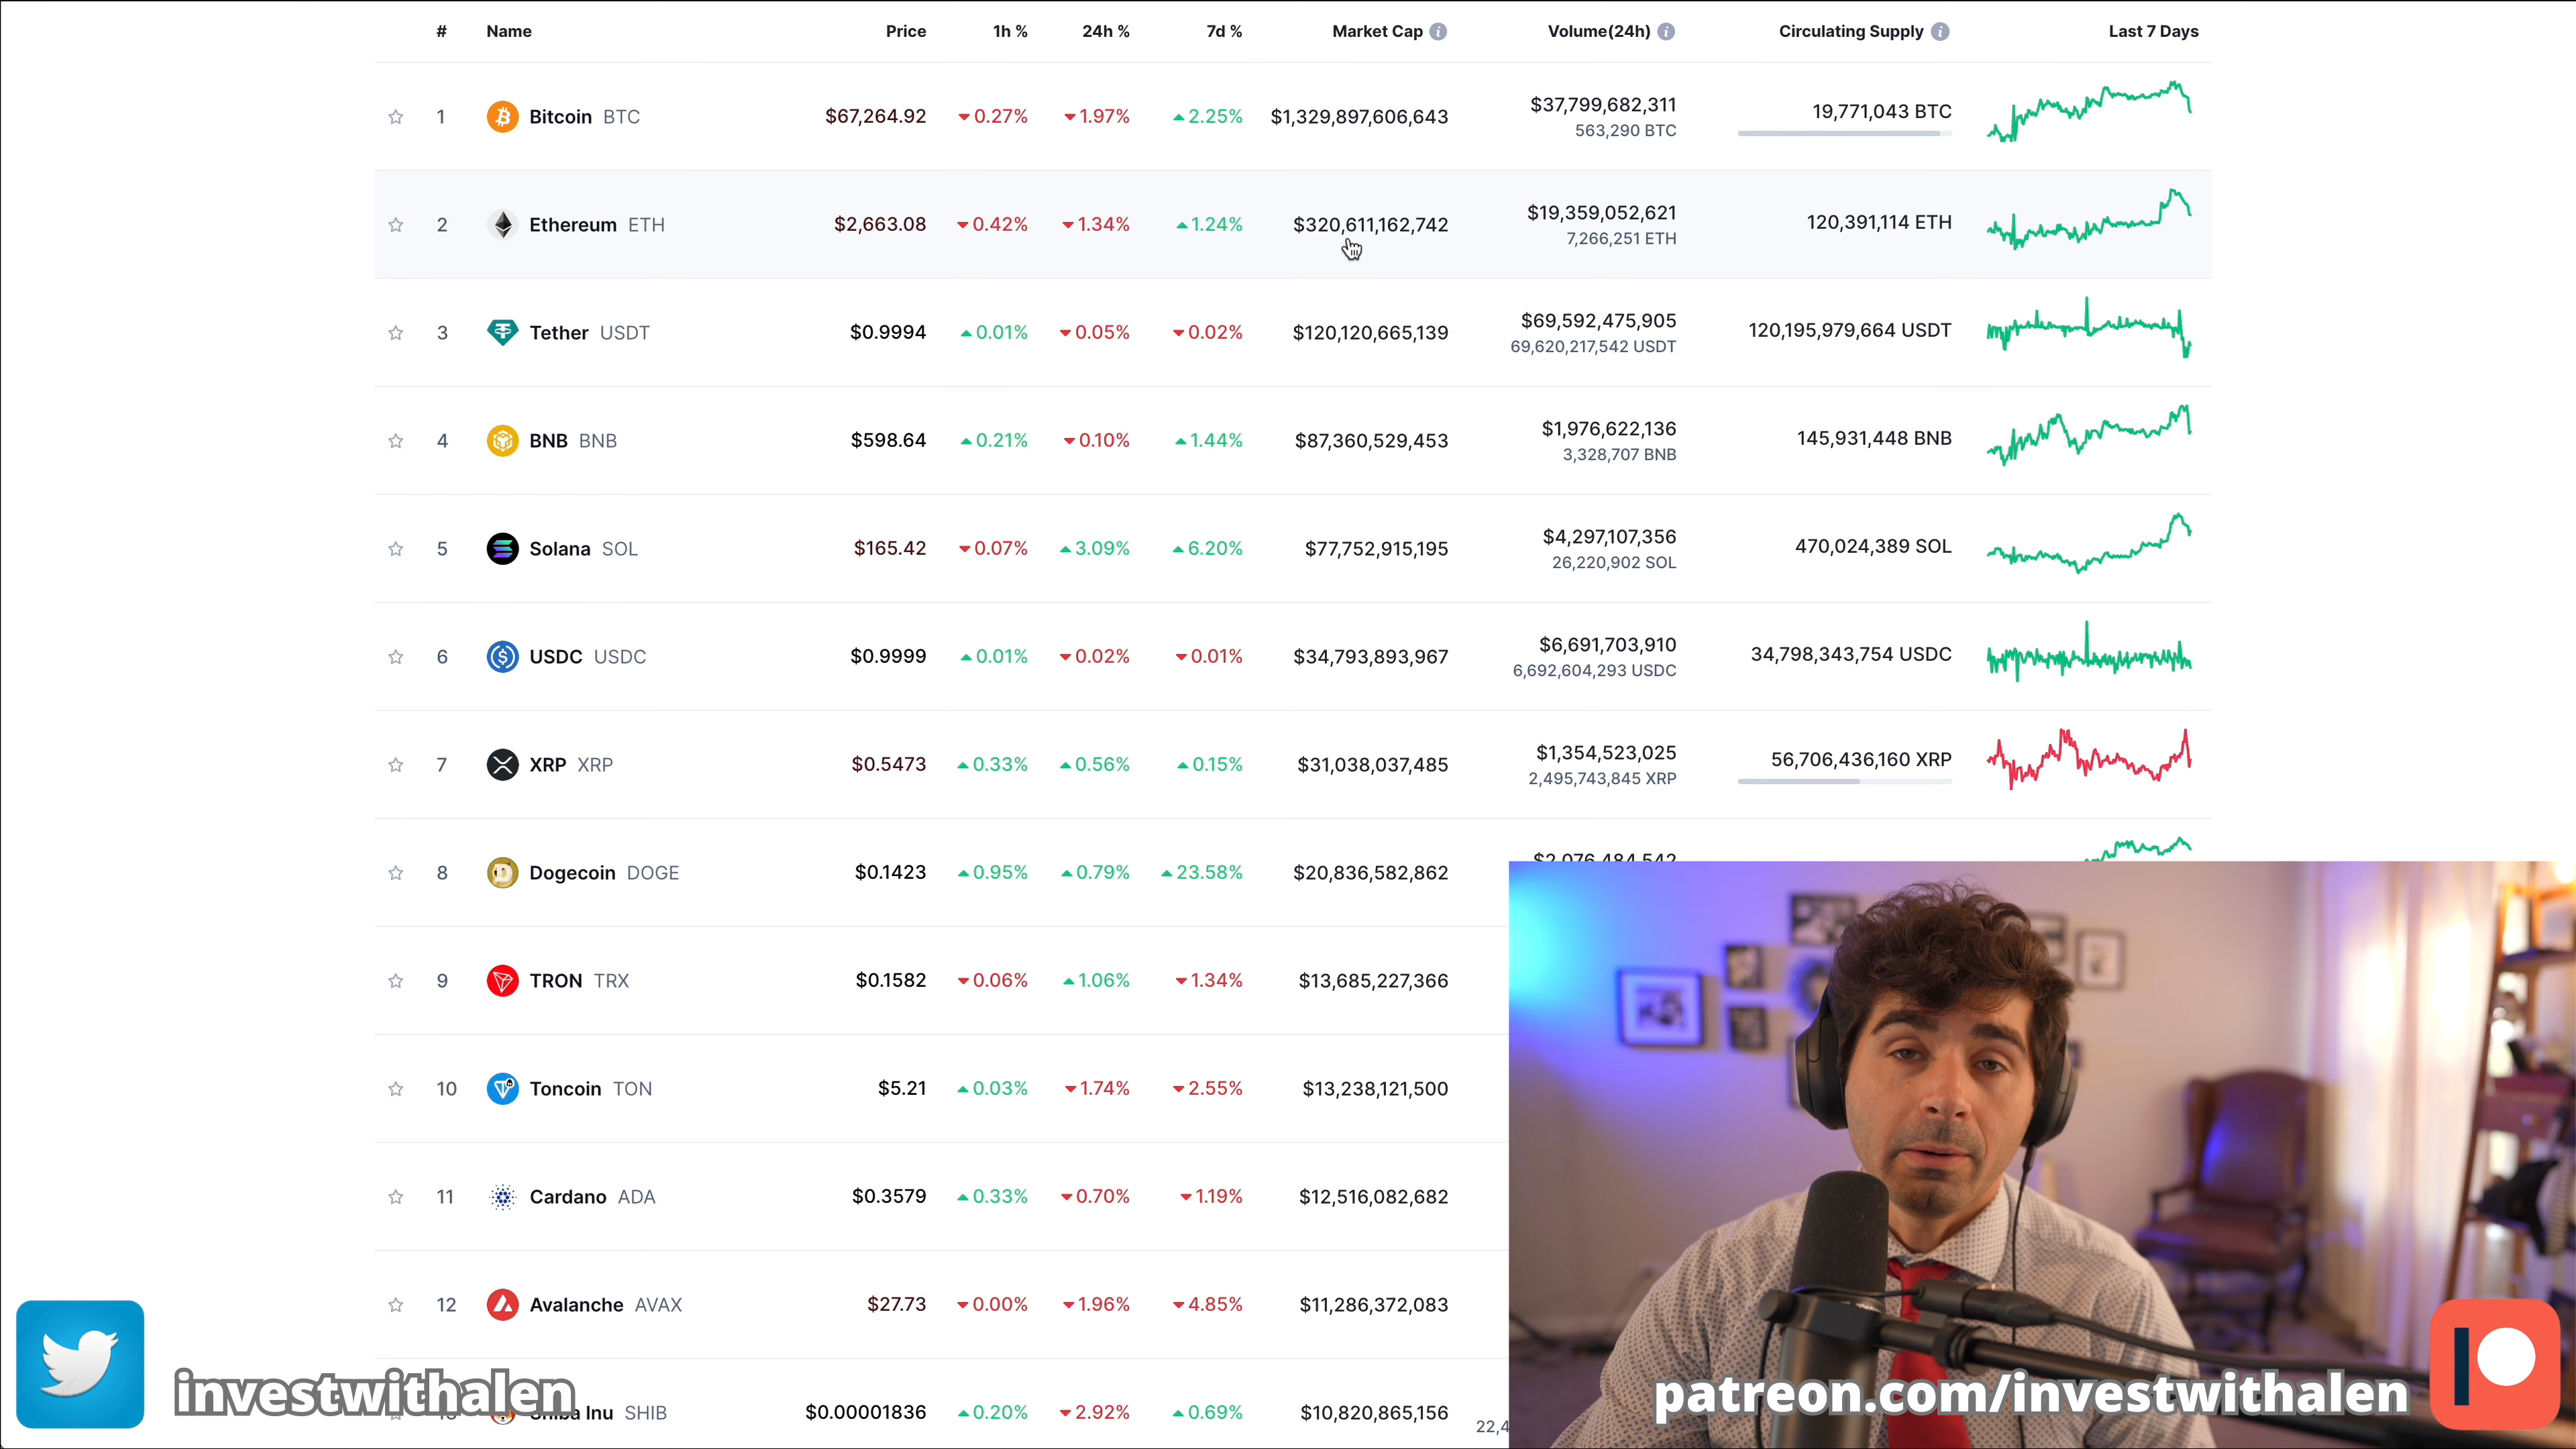 # Name Price 1h % 24h % 7d % Market Cap Volume(24h) Circulating Supply Last 7 Days
1 Bitcoin BTC $67,264.92 0.27% 1.97% 2.25% $1,329,897,606,643 $37,799,682,311 19,771,043 BTC
563,290 BTC
2 Ethereum ETH $2,663.08 0.42% 1.34% 1.24% $320,611,162,742 $19,359,052,621 120,391,114 ETH
7,266,251 ETH
3 Tether USDT $0.9994 0.01% 0.05% 0.02% $120,120,665,139 $69,592,475,905 120,195,979,664 USDT
69,620,217,542 USDT
4 BNB BNB $598.64 0.21% 0.10% 1.44% $87,360,529,453 $1,976,622,136 145,931,448 BNB
3,328,707 BNB
5 Solana SOL $165.42 0.07% 3.09% 6.20% $77,752,915,195 $4,297,107,356 470,024,389 SOL
26,220,902 SOL
6 USDC USDC $0.9999 0.01% 0.02% 0.01% $34,793,893,967 $6,691,703,910 34,798,343,754 USDC
6,692,604,293 USDC
7 XRP XRP $0.5473 0.33% 0.56% 0.15% $31,038,037,485 $1,354,523,025 56,706,436,160 XRP
2,495,743,845 XRP
8 Dogecoin DOGE $0.1423 0.95% 0.79% 23.58% $20,836,582,862 $2,076,484,542
9 TRON TRX $0.1582 0.06% 1.06% 1.34% $13,685,227,366
10 Toncoin TON $5.21 0.03% 1.74% 2.55% $13,238,121,500
11 Cardano ADA $0.3579 0.33% 0.70% 1.19% $12,516,082,682
12 Avalanche AVAX $27.73 0.00% 1.96% 4.85% $11,286,372,083
Inu SHIB $0.00001836 0.20% 2.92% 0.69% $10,820,865,156
22,4
investwithalen
patreon.com/investwithalen